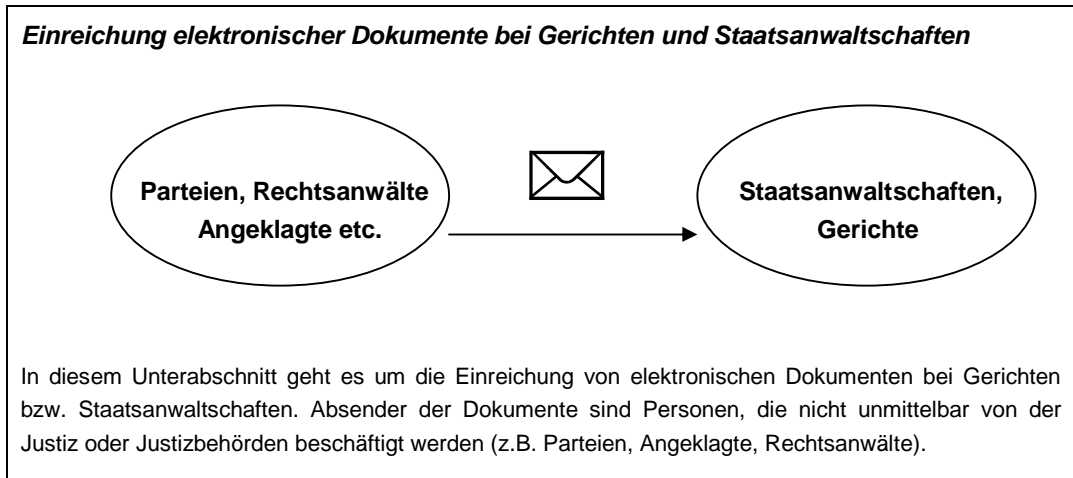 Einreichung elektronischer Dokumente bei Gerichten und Staatsanwaltschaften
Parteien, Rechtsanwälte
Angeklagte etc.
Staatsanwaltschaften,
Gerichte
In diesem Unterabschnitt geht es um die Einreichung von elektronischen Dokumenten bei Gerichten
bzw. Staatsanwaltschaften. Absender der Dokumente sind Personen, die nicht unmittelbar von der
Justiz oder Justizbehörden beschäftigt werden (z.B. Parteien, Angeklagte, Rechtsanwälte).